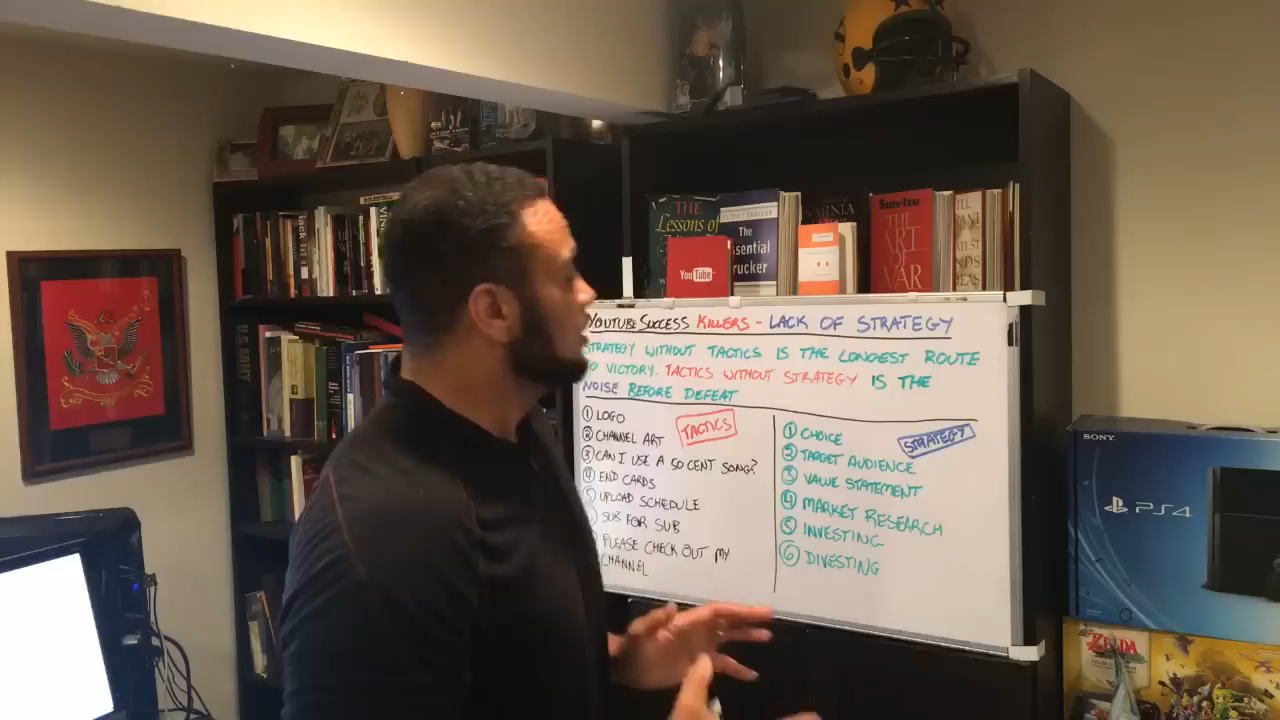 THE
Lessons of
The
Essential
Drucker
YouTube
Sun-tzu
THE
ART
OF
WAR
U.S. ARMY
YOUTUBE SUCCESS KILLERS - LACK OF STRATEGY
STRATEGY WITHOUT TACTICS IS THE LONGEST ROUTE
TO VICTORY. TACTICS WITHOUT STRATEGY IS THE
NOISE BEFORE DEFEAT
TACTICS
1 LOGO
2 CHANNEL ART
3 CAN I USE A 50 CENT SONG?
4 END CARDS
5 UPLOAD SCHEDULE
SUB FOR SUB
PLEASE CHECK OUT MY
CHANNEL
STRATEGY
1 CHOICE
2 TARGET AUDIENCE
3 VALUE STATEMENT
4 MARKET RESEARCH
5 INVESTING
6 DIVESTING
SONY
PS4
ZELDA